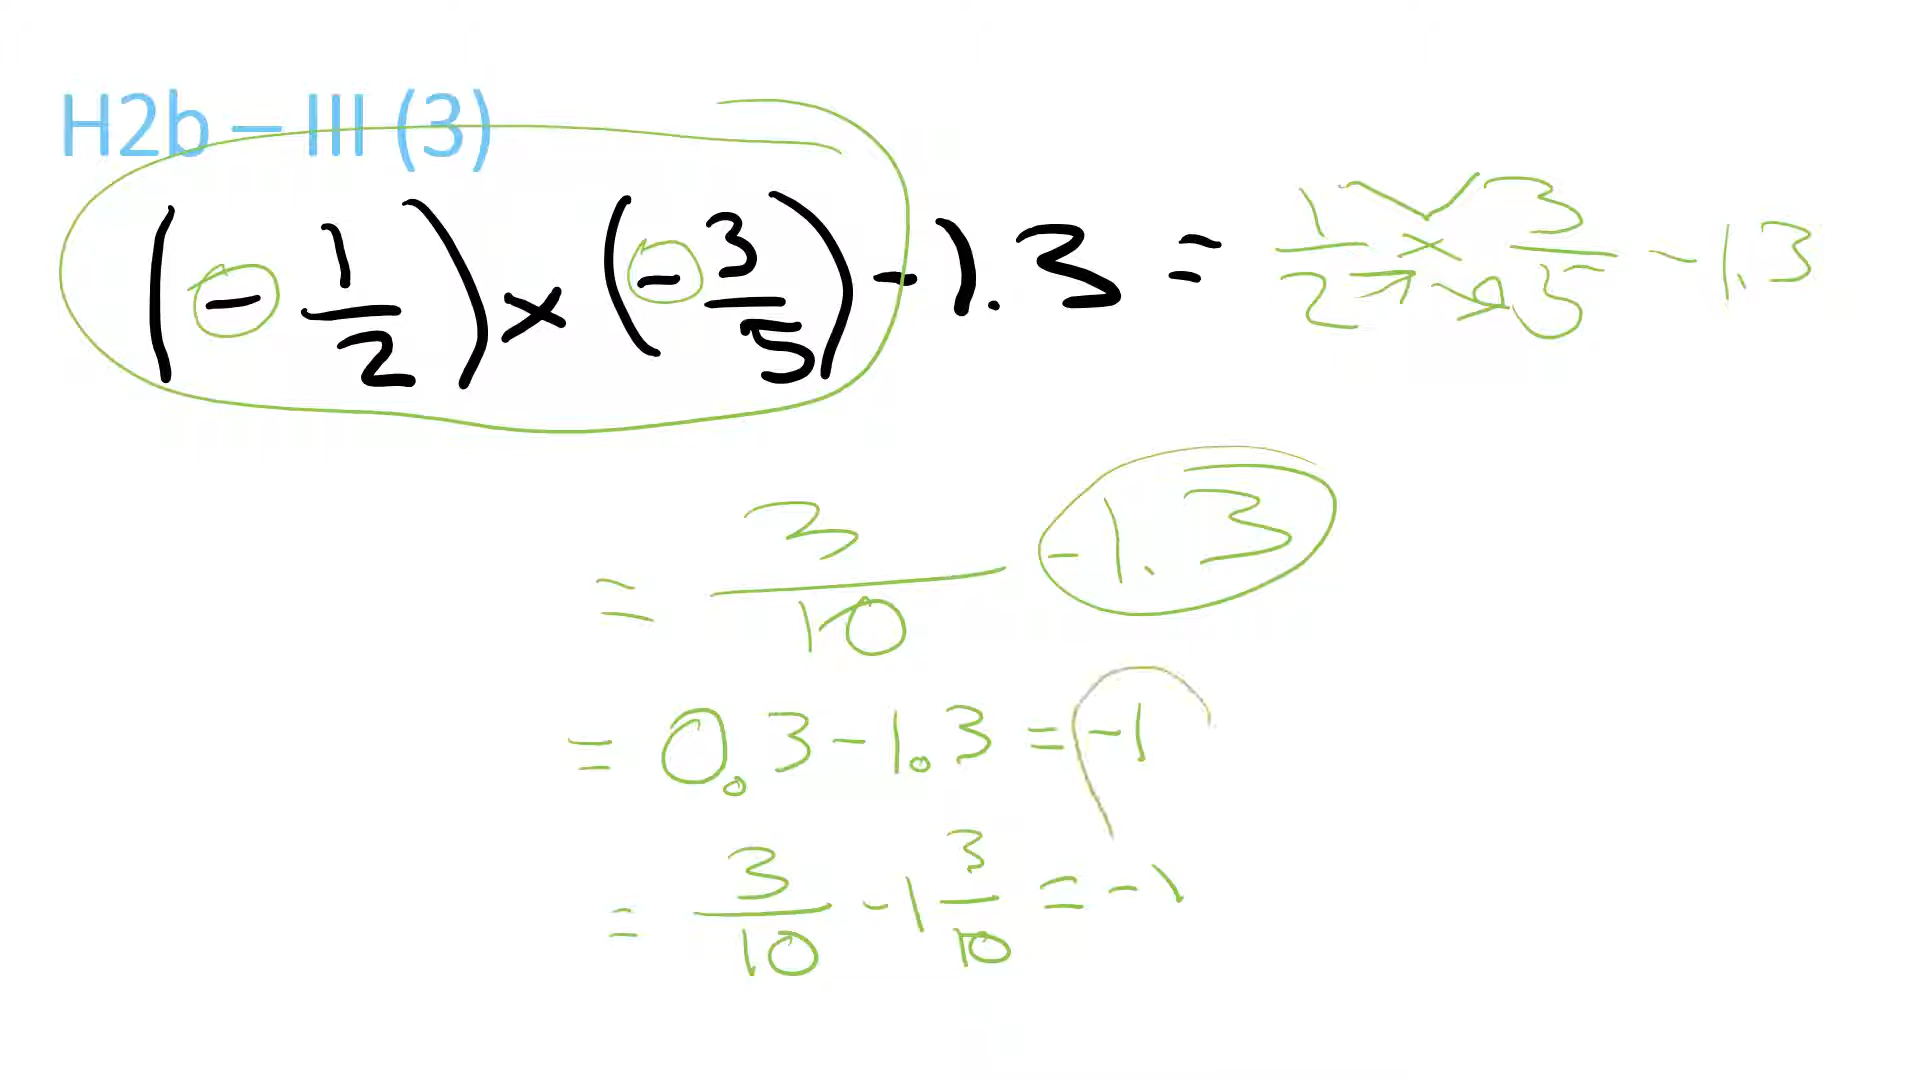 H2b – III (3)
(- 1/2) × (- 3/5) - 1.3 = 1/2 × 3/5 - 1.3
= 3/10 - 1.3
= 0.3 - 1.3 = -1
= 3/10 - 1 3/10 = -1